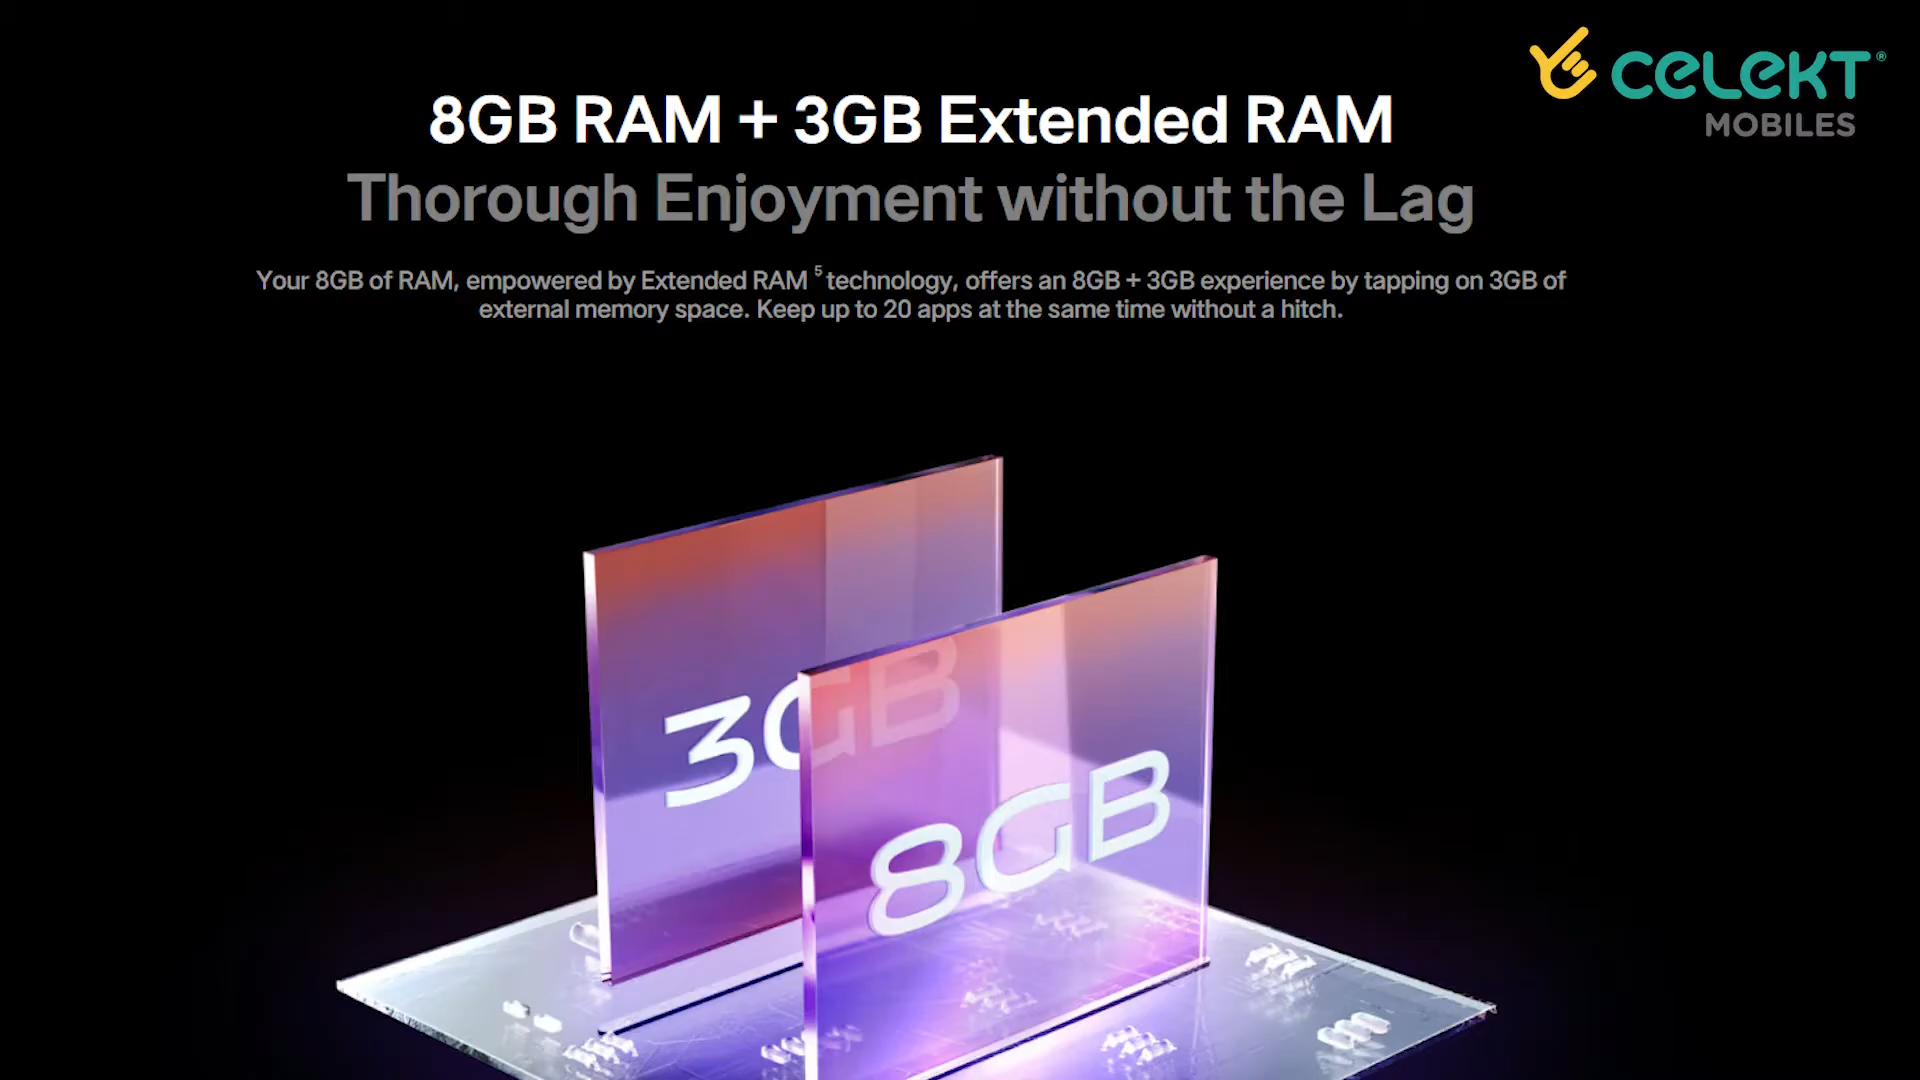 CELEKT®
MOBILES
8GB RAM + 3GB Extended RAM
Thorough Enjoyment without the Lag
Your 8GB of RAM, empowered by Extended RAM 5 technology, offers an 8GB + 3GB experience by tapping on 3GB of
external memory space. Keep up to 20 apps at the same time without a hitch.
3GB
8GB